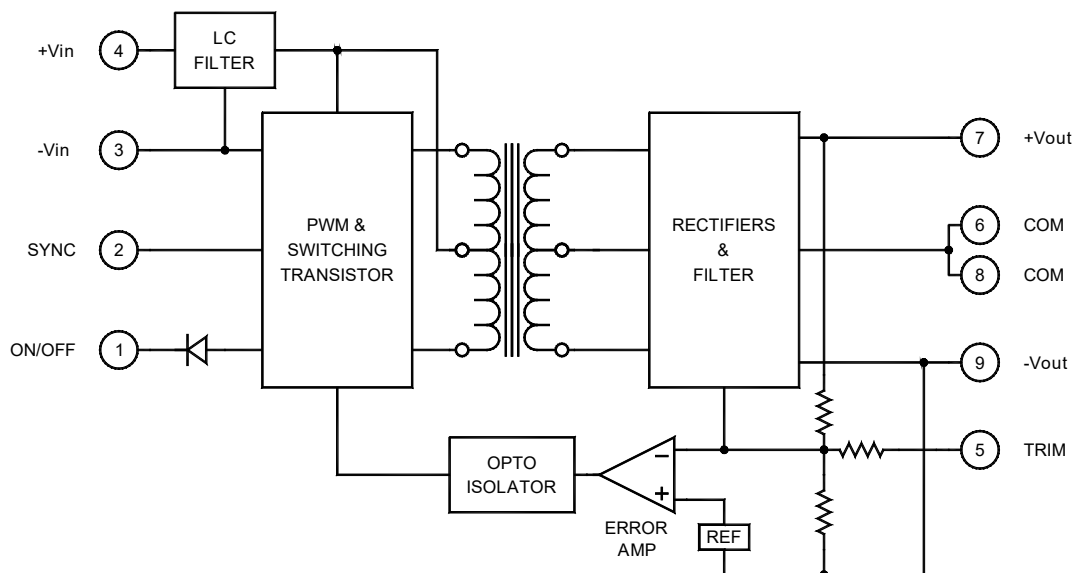 LC
FILTER
+Vin
4
-Vin
3
SYNC
2
ON/OFF
1
PWM &
SWITCHING
TRANSISTOR
RECTIFIERS
&
FILTER
7
+Vout
6
COM
8
COM
9
-Vout
5
TRIM
OPTO
ISOLATOR
−
+
ERROR
AMP
REF